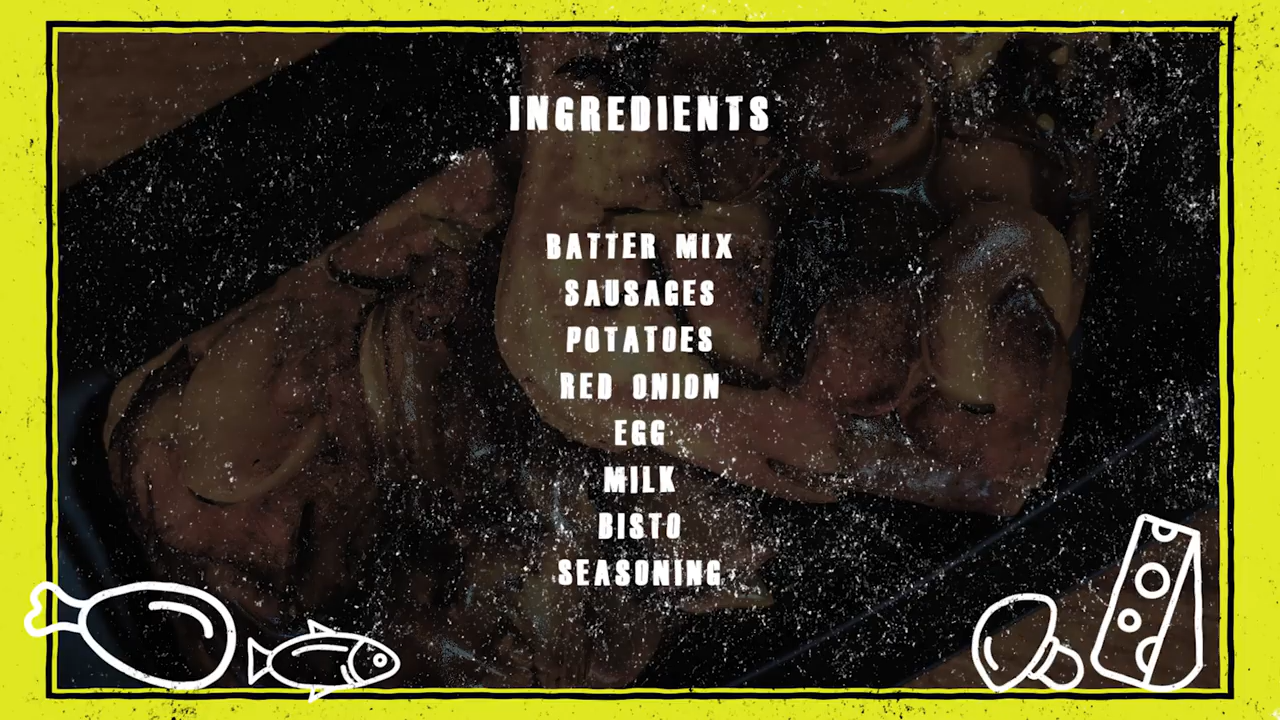 INGREDIENTS
BATTER MIX
SAUSAGES
POTATOES
RED ONION
EGG
MILK
BISTO
SEASONING